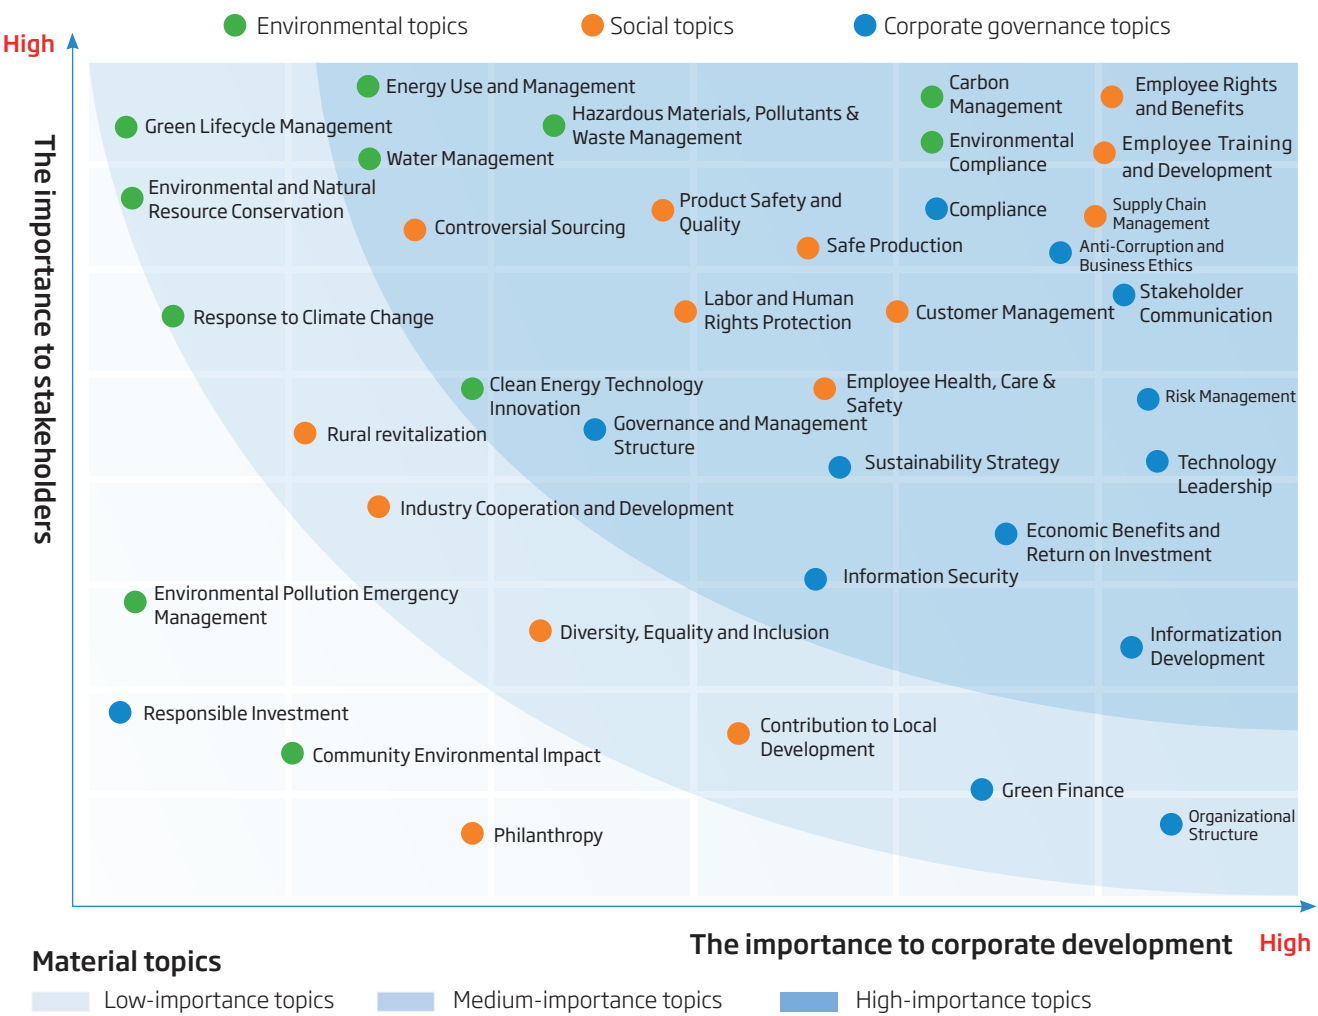 Environmental topics
Social topics
Corporate governance topics
High
The importance to stakeholders
Energy Use and Management
Carbon
Management
Employee Rights
and Benefits
Green Lifecycle Management
Hazardous Materials, Pollutants &
Waste Management
Water Management
Environmental
Compliance
Employee Training
and Development
Environmental and Natural
Resource Conservation
Controversial Sourcing
Product Safety and
Quality
Compliance
Supply Chain
Management
Safe Production
Anti-Corruption and
Business Ethics
Response to Climate Change
Labor and Human
Rights Protection
Customer Management
Stakeholder
Communication
Clean Energy Technology
Innovation
Employee Health, Care &
Safety
Risk Management
Rural revitalization
Governance and Management
Structure
Sustainability Strategy
Technology
Leadership
Industry Cooperation and Development
Economic Benefits and
Return on Investment
Information Security
Environmental Pollution Emergency
Management
Diversity, Equality and Inclusion
Informatization
Development
Responsible Investment
Contribution to Local
Development
Community Environmental Impact
Green Finance
Organizational
Structure
Philanthropy
The importance to corporate development
High
Material topics
Low-importance topics
Medium-importance topics
High-importance topics